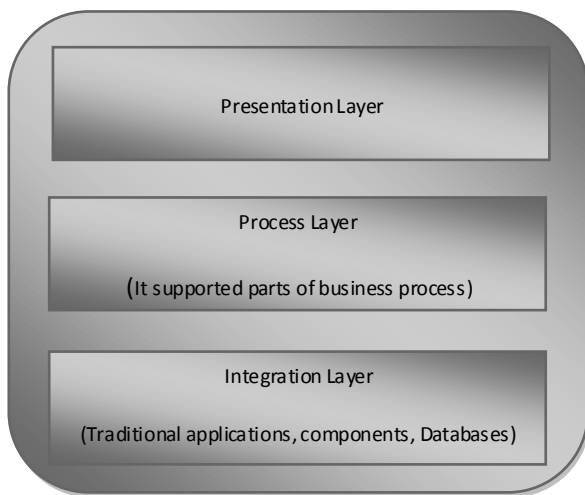 Presentation Layer
Process Layer
(It supported parts of business process)
Integration Layer
(Traditional applications, components, Databases)